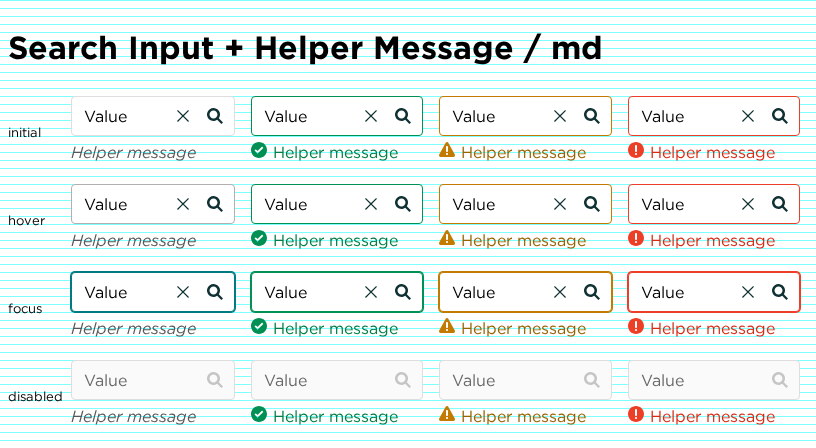 Search Input + Helper Message / md
initial Value Value Value Value
Helper message Helper message Helper message Helper message
hover Value Value Value Value
Helper message Helper message Helper message Helper message
focus Value Value Value Value
Helper message Helper message Helper message Helper message
disabled Value Value Value Value
Helper message Helper message Helper message Helper message